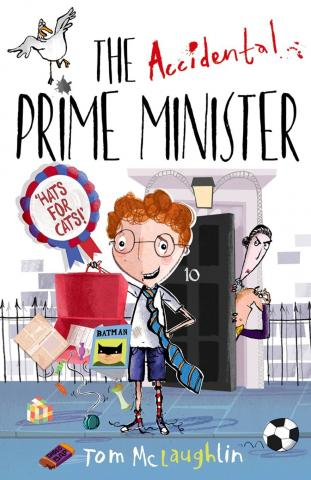 THE Accidental
PRIME MINISTER
'HATS
FOR
CATS!'
10
BATMAN
Tom McLaughlin